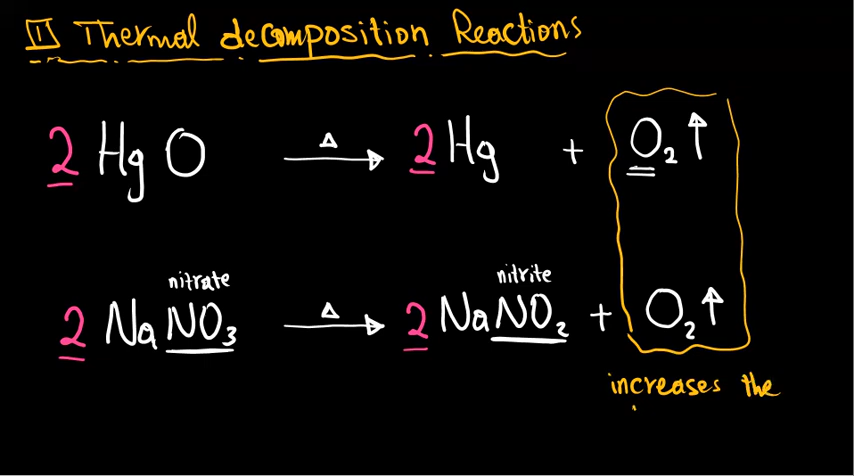 II Thermal decomposition Reactions
2 HgO Δ → 2 Hg + O₂↑
nitrate nitrite
2 NaNO₃ Δ → 2 NaNO₂ + O₂↑
increases the